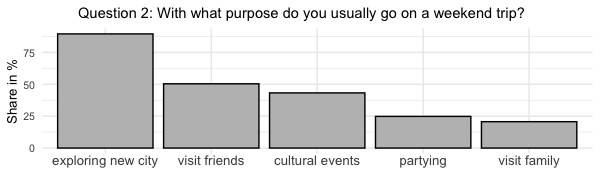 Question 2: With what purpose do you usually go on a weekend trip?
Share in %
75
50
25
0
exploring new city visit friends cultural events partying visit family